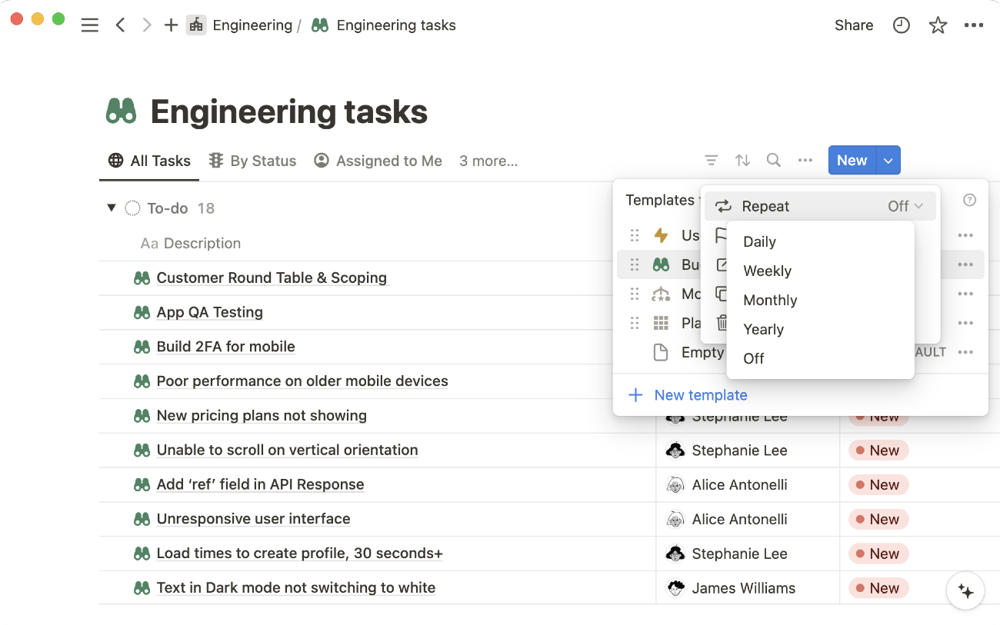 Engineering / Engineering tasks
Share
Engineering tasks
All Tasks By Status Assigned to Me 3 more...
New
To-do 18
Aa Description
Customer Round Table & Scoping
App QA Testing
Build 2FA for mobile
Poor performance on older mobile devices
New pricing plans not showing
Stephanie Lee New
Unable to scroll on vertical orientation
Stephanie Lee New
Add ‘ref’ field in API Response
Alice Antonelli New
Unresponsive user interface
Alice Antonelli New
Load times to create profile, 30 seconds+
Stephanie Lee New
Text in Dark mode not switching to white
James Williams New
Templates
Us
Bu
Mo
Pla
Empty
AULT
New template
Repeat Off
Daily
Weekly
Monthly
Yearly
Off